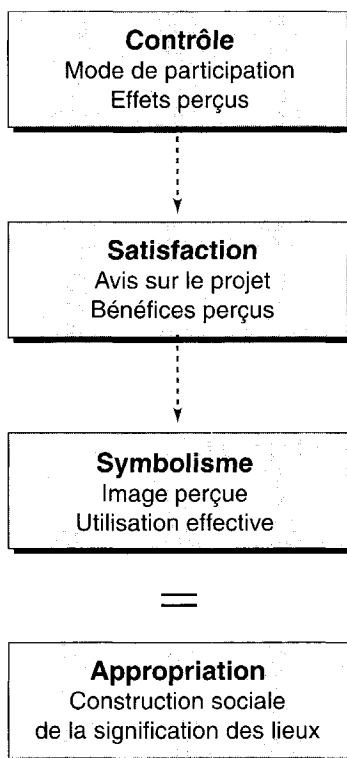 Contrôle
Mode de participation
Effets perçus
Satisfaction
Avis sur le projet
Bénéfices perçus
Symbolisme
Image perçue
Utilisation effective
=
Appropriation
Construction sociale
de la signification des lieux